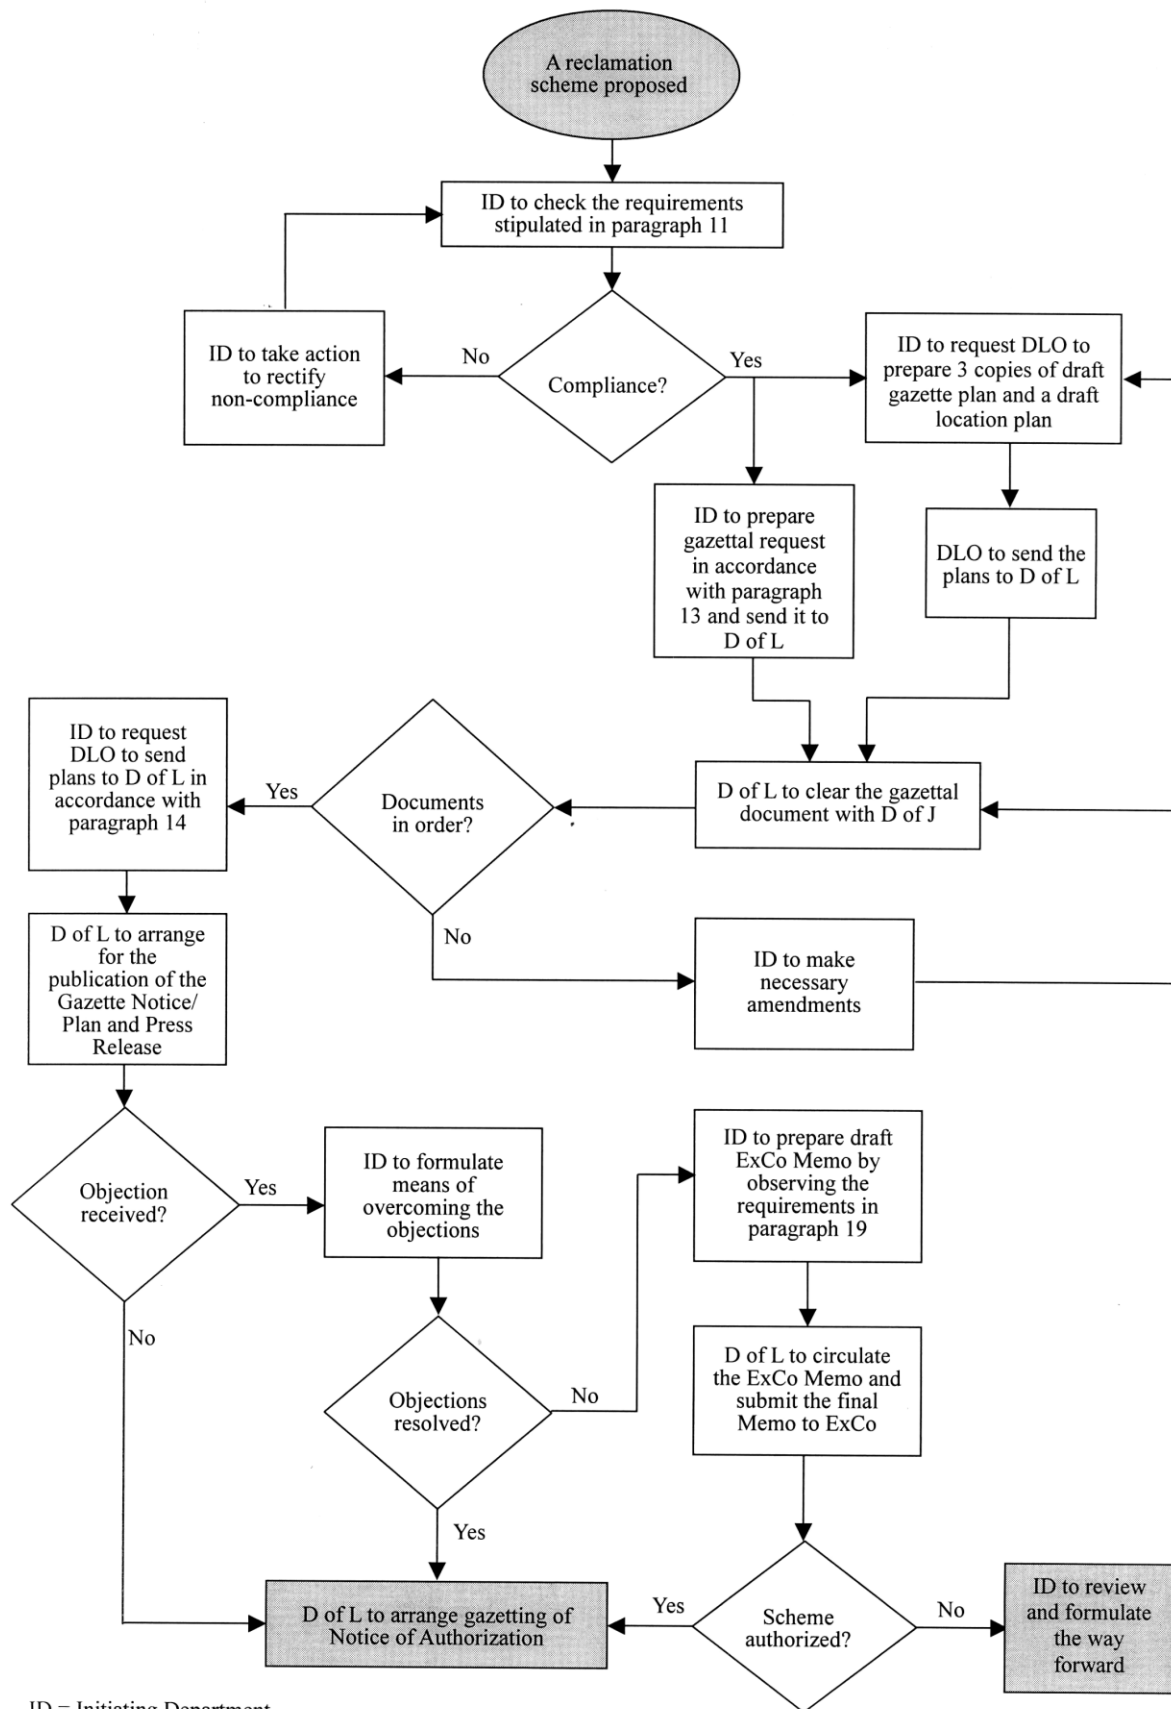 A reclamation
scheme proposed
ID to check the requirements
stipulated in paragraph 11
ID to take action
to rectify
non-compliance
No
Compliance?
Yes
ID to request DLO to
prepare 3 copies of draft
gazette plan and a draft
location plan
ID to prepare
gazettal request
in accordance
with paragraph
13 and send it to
D of L
DLO to send the
plans to D of L
ID to request
DLO to send
plans to D of L in
accordance with
paragraph 14
Yes
Documents
in order?
D of L to clear the gazettal
document with D of J
No
ID to make
necessary
amendments
D of L to arrange
for the
publication of the
Gazette Notice/
Plan and Press
Release
Objection
received?
Yes
ID to formulate
means of
overcoming the
objections
ID to prepare draft
ExCo Memo by
observing the
requirements in
paragraph 19
No
Objections
resolved?
No
D of L to circulate
the ExCo Memo and
submit the final
Memo to ExCo
Yes
D of L to arrange gazetting of
Notice of Authorization
Yes
Scheme
authorized?
No
ID to review
and formulate
the way
forward
ID = Initiating Department